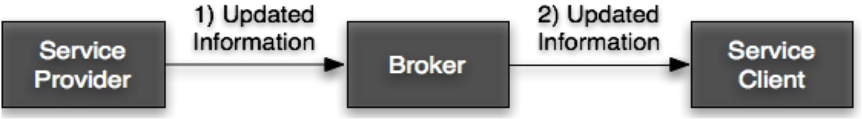 Service
Provider
1) Updated
Information
Broker
2) Updated
Information
Service
Client